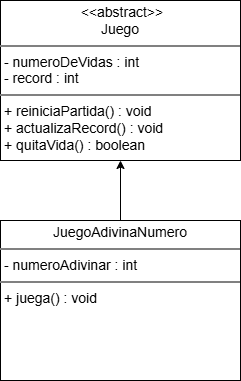 <<abstract>>
Juego
- numeroDeVidas : int
- record : int
+ reiniciaPartida() : void
+ actualizaRecord() : void
+ quitaVida() : boolean
JuegoAdivinaNumero
- numeroAdivinar : int
+ juega() : void